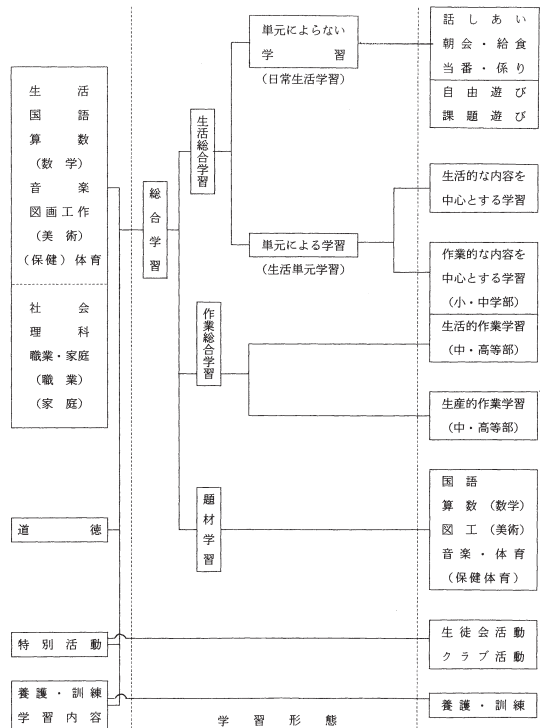 生活
国語
算数
（数学）
音楽
図画工作
（美術）
（保健）体育
社会
理科
職業・家庭
（職業）
（家庭）
道徳
特別活動
養護・訓練
学習内容
総合学習
生活総合学習
作業総合学習
題材学習
単元によらない
学習
（日常生活学習）
単元による学習
（生活単元学習）
学習形態
話しあい
朝会・給食
当番・係り
自由遊び
課題遊び
生活的な内容を
中心とする学習
作業的な内容を
中心とする学習
（小・中学部）
生活的作業学習
（中・高等部）
生産的作業学習
（中・高等部）
国語
算数（数学）
図工（美術）
音楽・体育
（保健体育）
生徒会活動
クラブ活動
養護・訓練